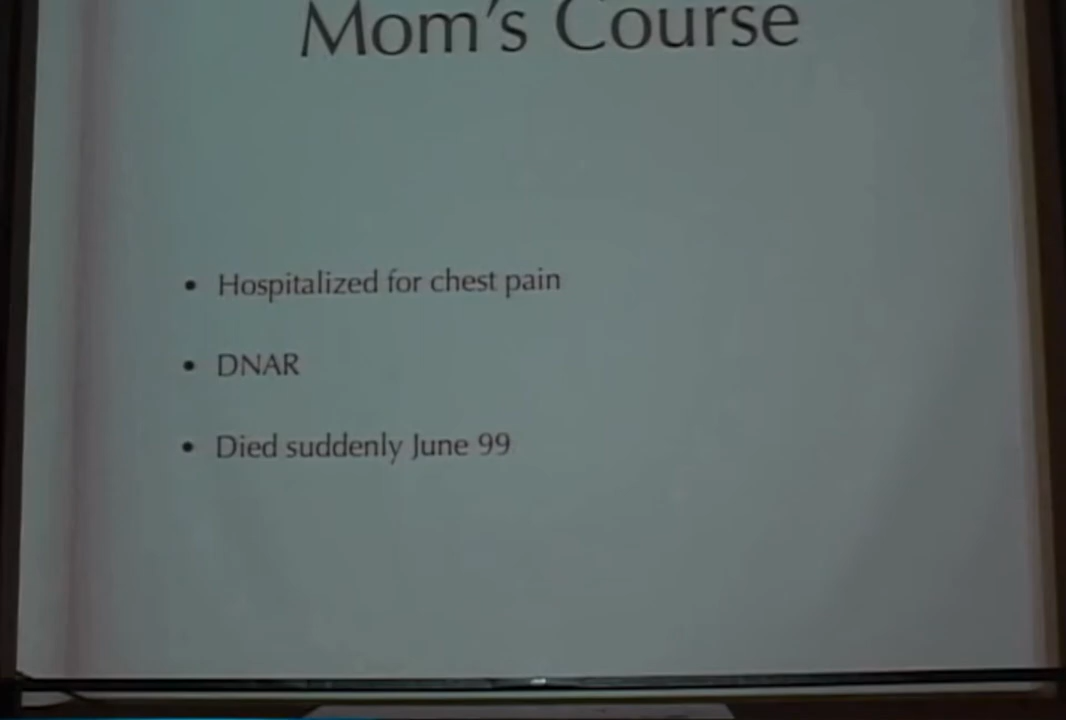 Mom's Course
• Hospitalized for chest pain
• DNAR
• Died suddenly June 99